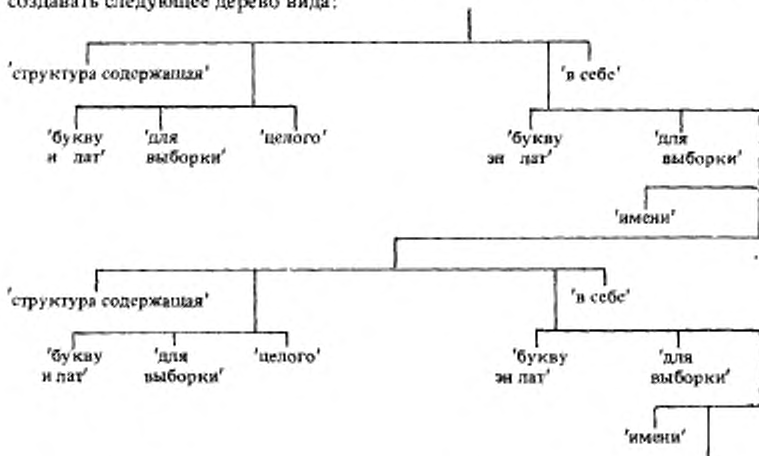 создавать следующее дерево вида:
'структура содержащая'
'в себе'
'букву
и лат'
'для
выборки'
'целого'
'букву
эн лат'
'для
выборки'
'имени'
'структура содержащая'
'в себе'
'букву
и лат'
'для
выборки'
'целого'
'букву
эн лат'
'для
выборки'
'имени'